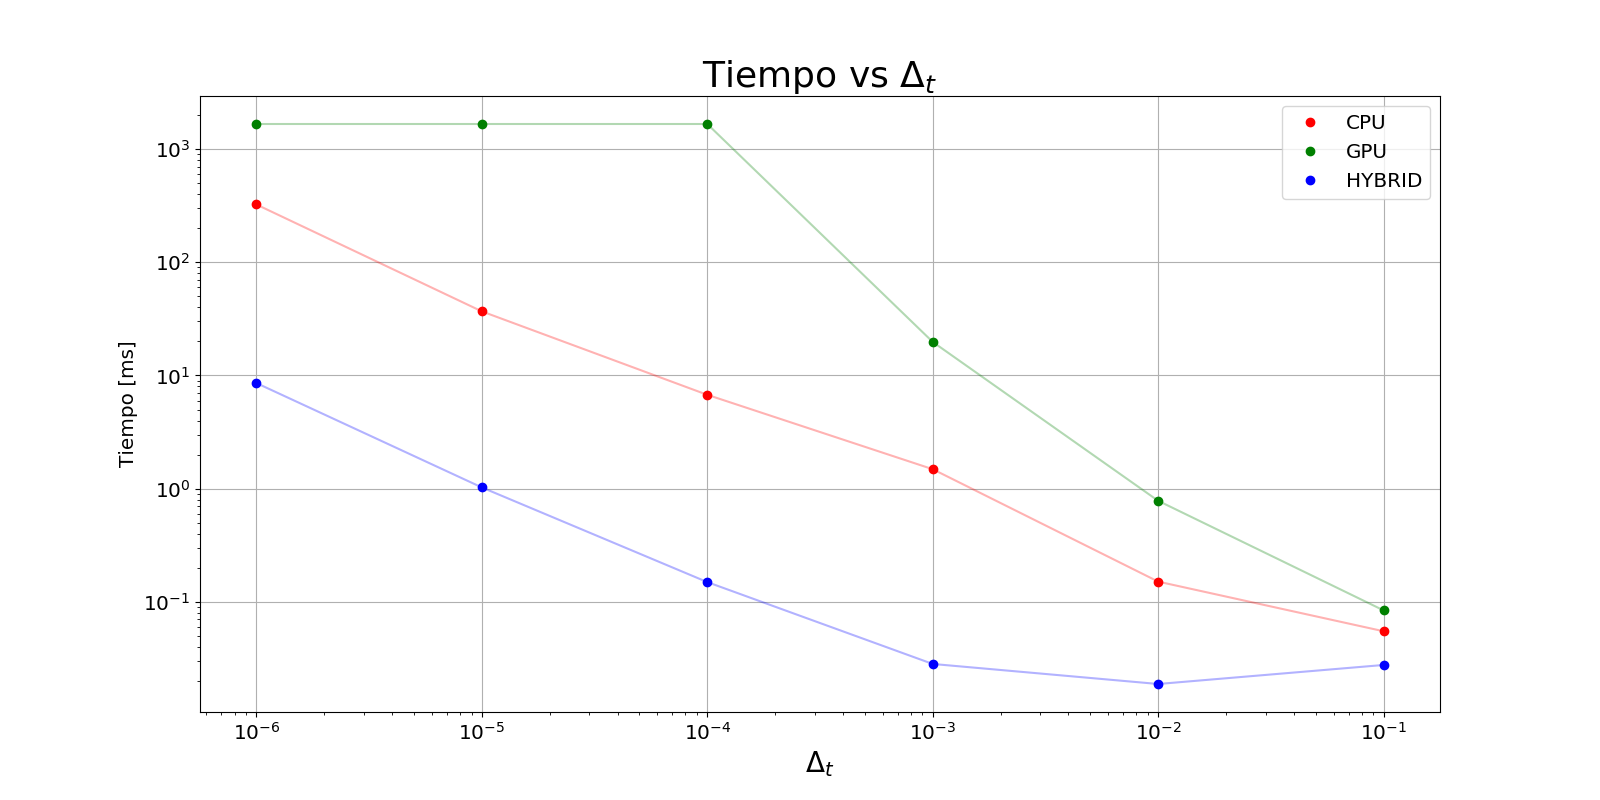 Tiempo vs Δₜ
CPU
GPU
HYBRID
10³
10²
10¹
10⁰
10⁻¹
Tiempo [ms]
10⁻⁶ 10⁻⁵ 10⁻⁴ 10⁻³ 10⁻² 10⁻¹
Δₜ